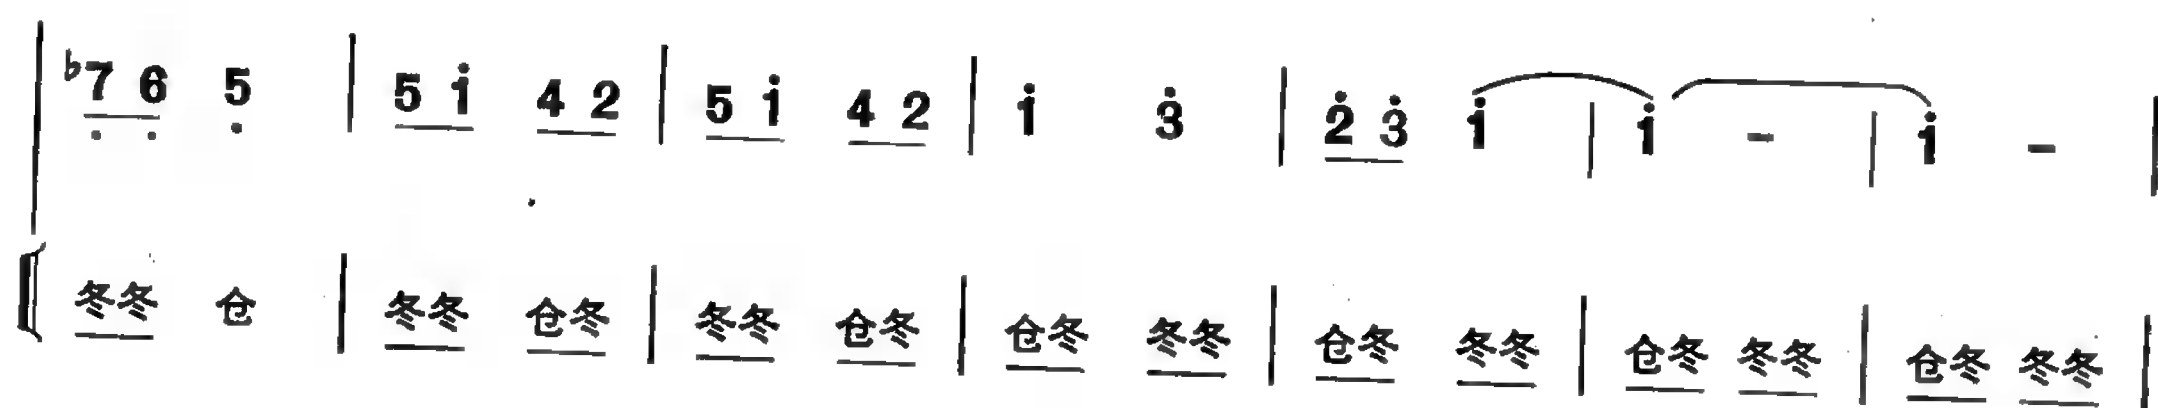 ♭7 6 5 | 5 i 4 2 | 5 i 4 2 | i 3̇ | 2̇ 3̇ i | i - | i - |
冬冬 仓 | 冬冬 仓冬 | 冬冬 仓冬 | 仓冬 冬冬 | 仓冬 冬冬 | 仓冬 冬冬 | 仓冬 冬冬 |